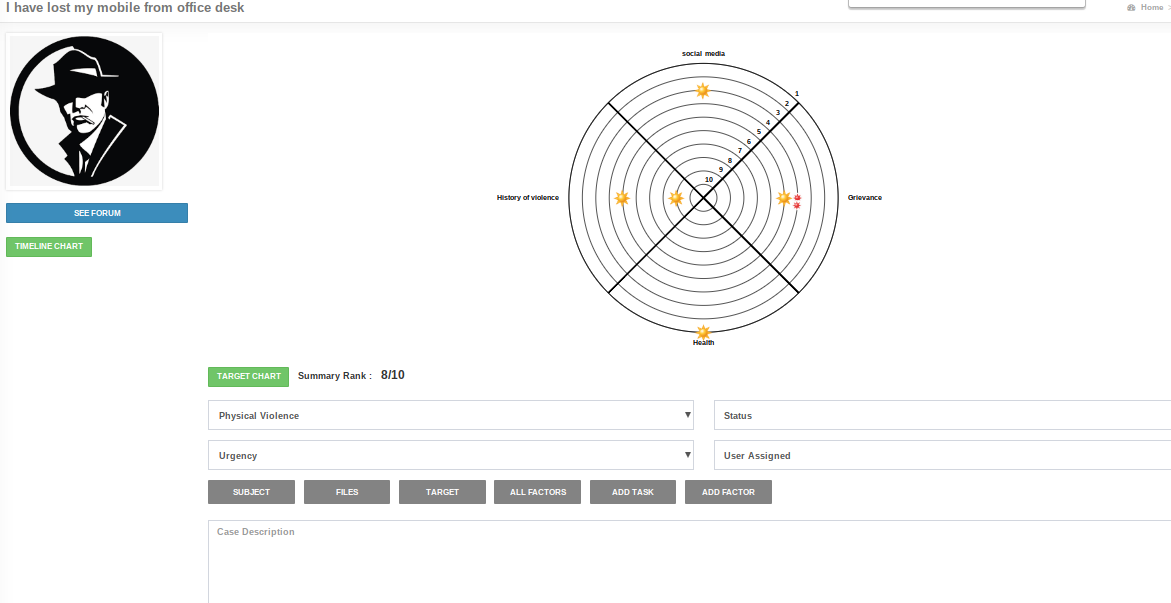 I have lost my mobile from office desk
Home
SEE FORUM
TIMELINE CHART
social media
1
2
3
4
5
6
7
8
9
10
History of violence
Grievance
Health
TARGET CHART Summary Rank : 8/10
Physical Violence
Status
Urgency
User Assigned
SUBJECT FILES TARGET ALL FACTORS ADD TASK ADD FACTOR
Case Description